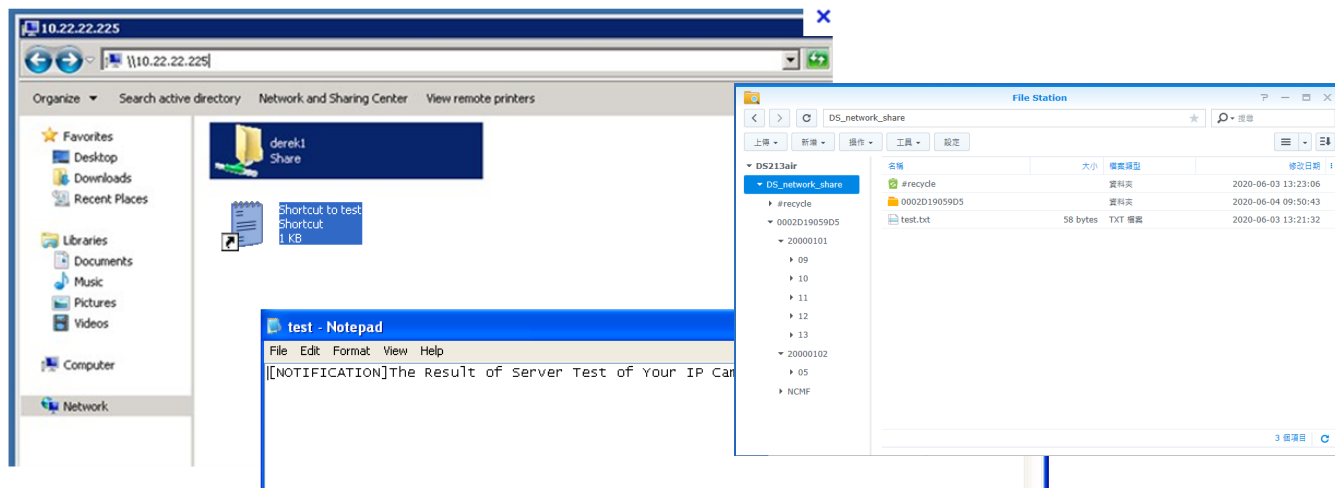 10.22.22.225
\\10.22.22.225
Organize Search active directory Network and Sharing Center View remote printers
Favorites
Desktop
Downloads
Recent Places
Libraries
Documents
Music
Pictures
Videos
Computer
Network
derek1
Share
Shortcut to test
Shortcut
1 KB
test - Notepad
File Edit Format View Help
[NOTIFICATION]The Result of Server Test of Your IP Cam
File Station
DS_network_share
搜尋
上傳 新增 操作 工具 設定
DS213air
DS_network_share
#recycle
0002D19059D5
20000101
09
10
11
12
13
20000102
05
NCMF
名稱 大小 檔案類型 修改日期
#recycle 資料夾 2020-06-03 13:23:06
0002D19059D5 資料夾 2020-06-04 09:50:43
test.txt 58 bytes TXT 檔案 2020-06-03 13:21:32
3 個項目